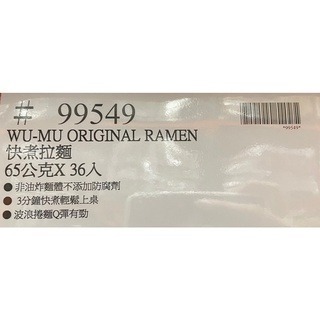 # 99549
*99549*
WU-MU ORIGINAL RAMEN
快煮拉麵
65公克X 36入
●非油炸麵體不添加防腐劑
●3分鐘快煮輕鬆上桌
●波浪捲麵Q彈有勁